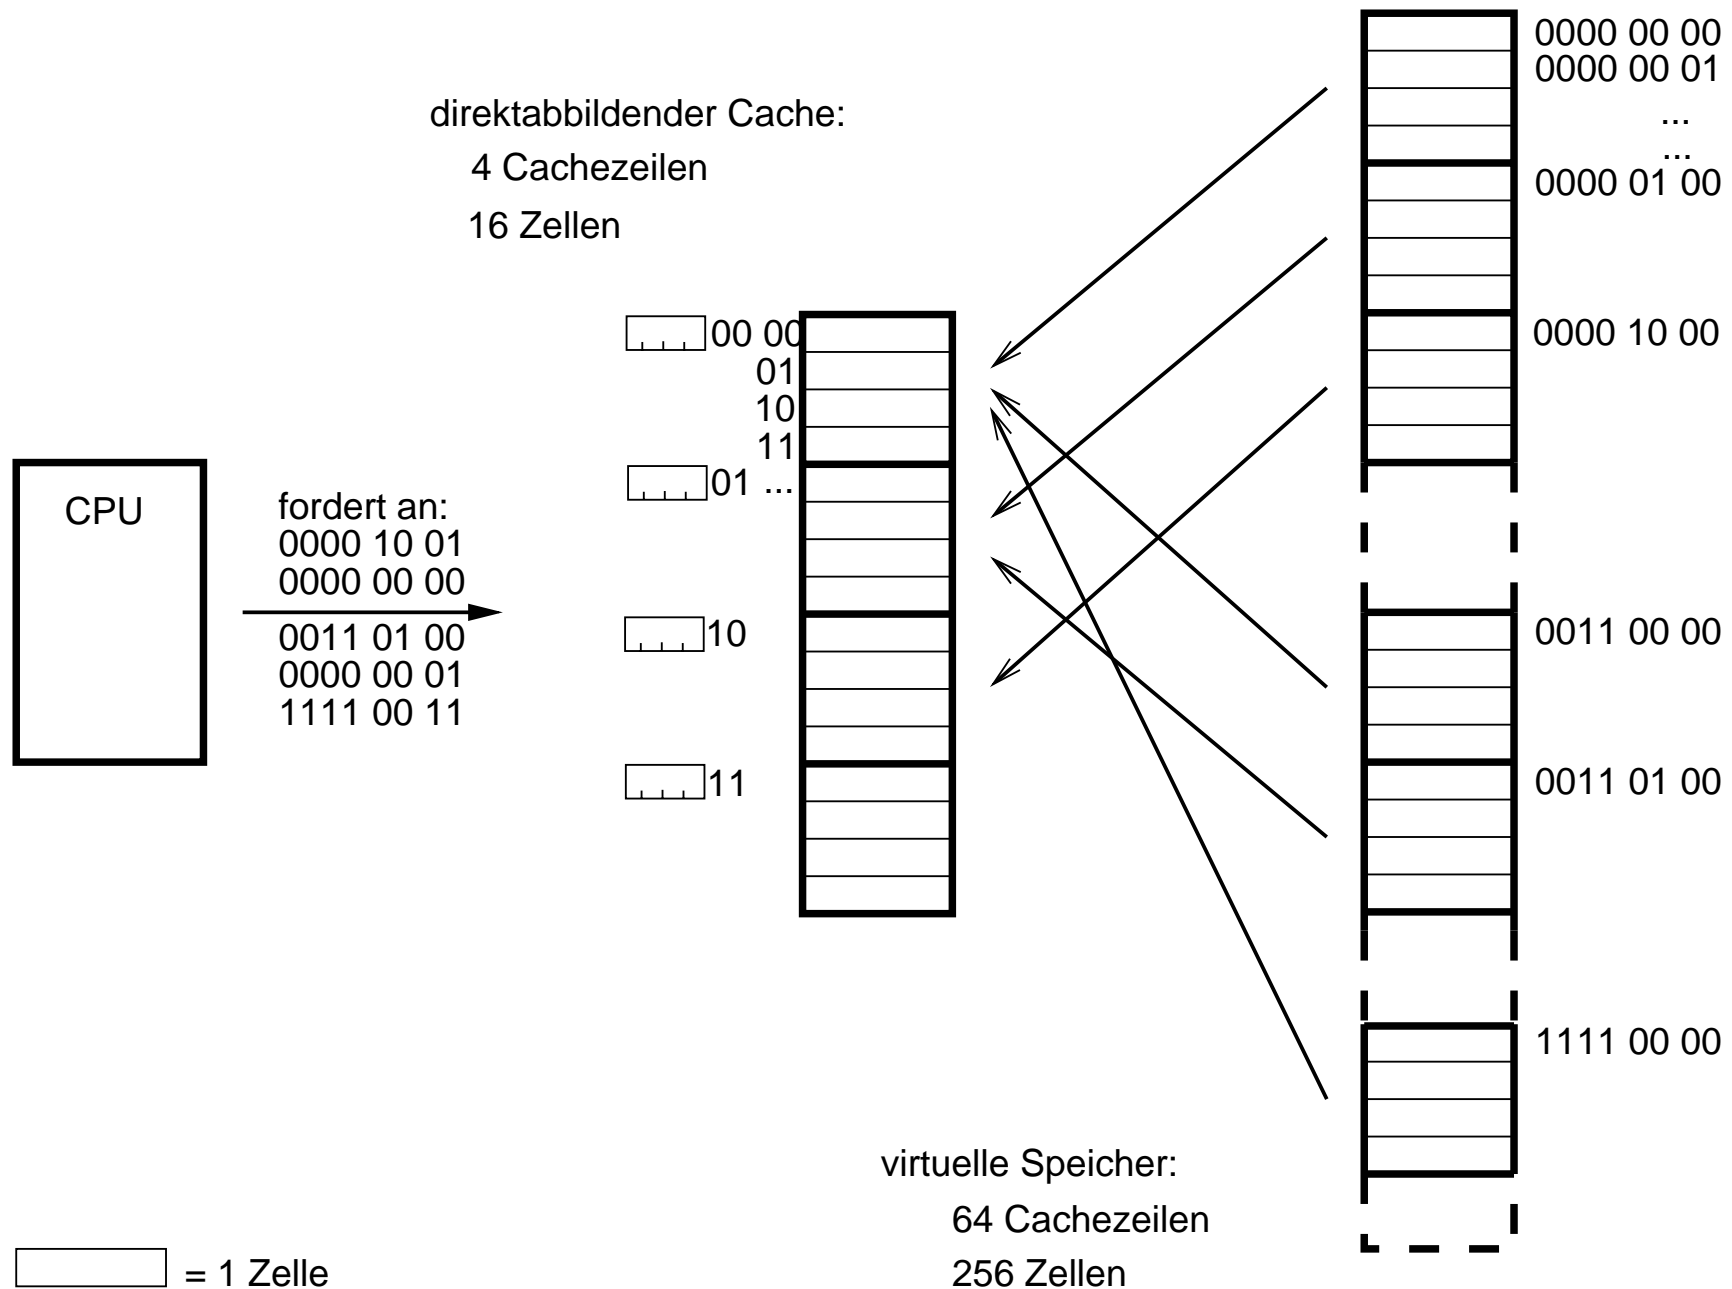 direktabbildender Cache:
4 Cachezeilen
16 Zellen
CPU
fordert an:
0000 10 01
0000 00 00
0011 01 00
0000 00 01
1111 00 11
00 00
01
10
11
01 ...
10
11
0000 00 00
0000 00 01
...
...
0000 01 00
0000 10 00
0011 00 00
0011 01 00
1111 00 00
virtuelle Speicher:
64 Cachezeilen
256 Zellen
= 1 Zelle